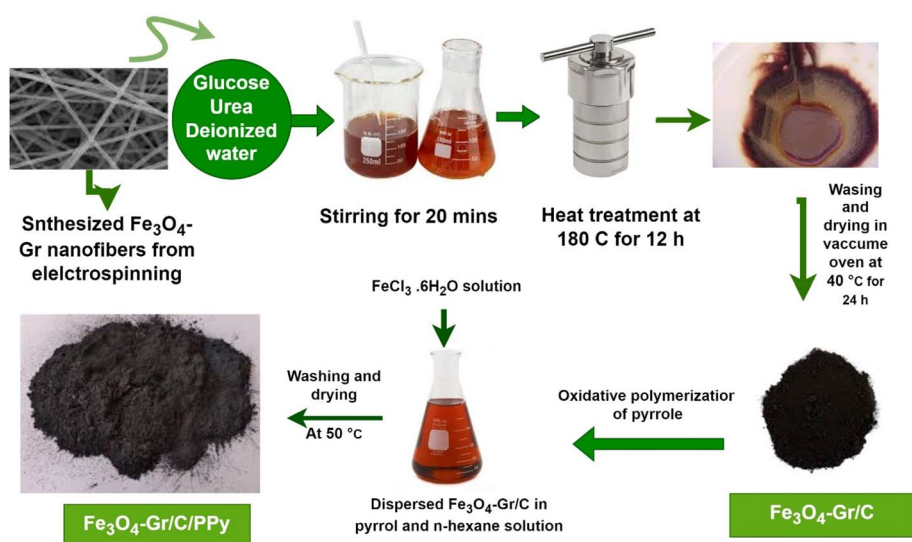 Glucose
Urea
Deionized
water
Snthesized Fe₃O₄-
Gr nanofibers from
elelctrospinning
Stirring for 20 mins
Heat treatment at
180 C for 12 h
Wasing
and
drying in
vaccume
oven at
40 °C for
24 h
FeCl₃ .6H₂O solution
Washing and
drying
At 50 °C
Oxidative polymerization
of pyrrole
Dispersed Fe₃O₄-Gr/C in
pyrrol and n-hexane solution
Fe₃O₄-Gr/C/PPy
Fe₃O₄-Gr/C